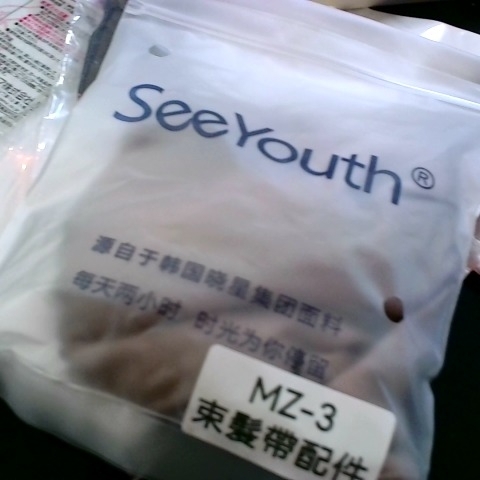 SeeYouth®
源自于韩国晓星集团面料
每天两小时 时光为你停留
MZ-3
束髮帶配件